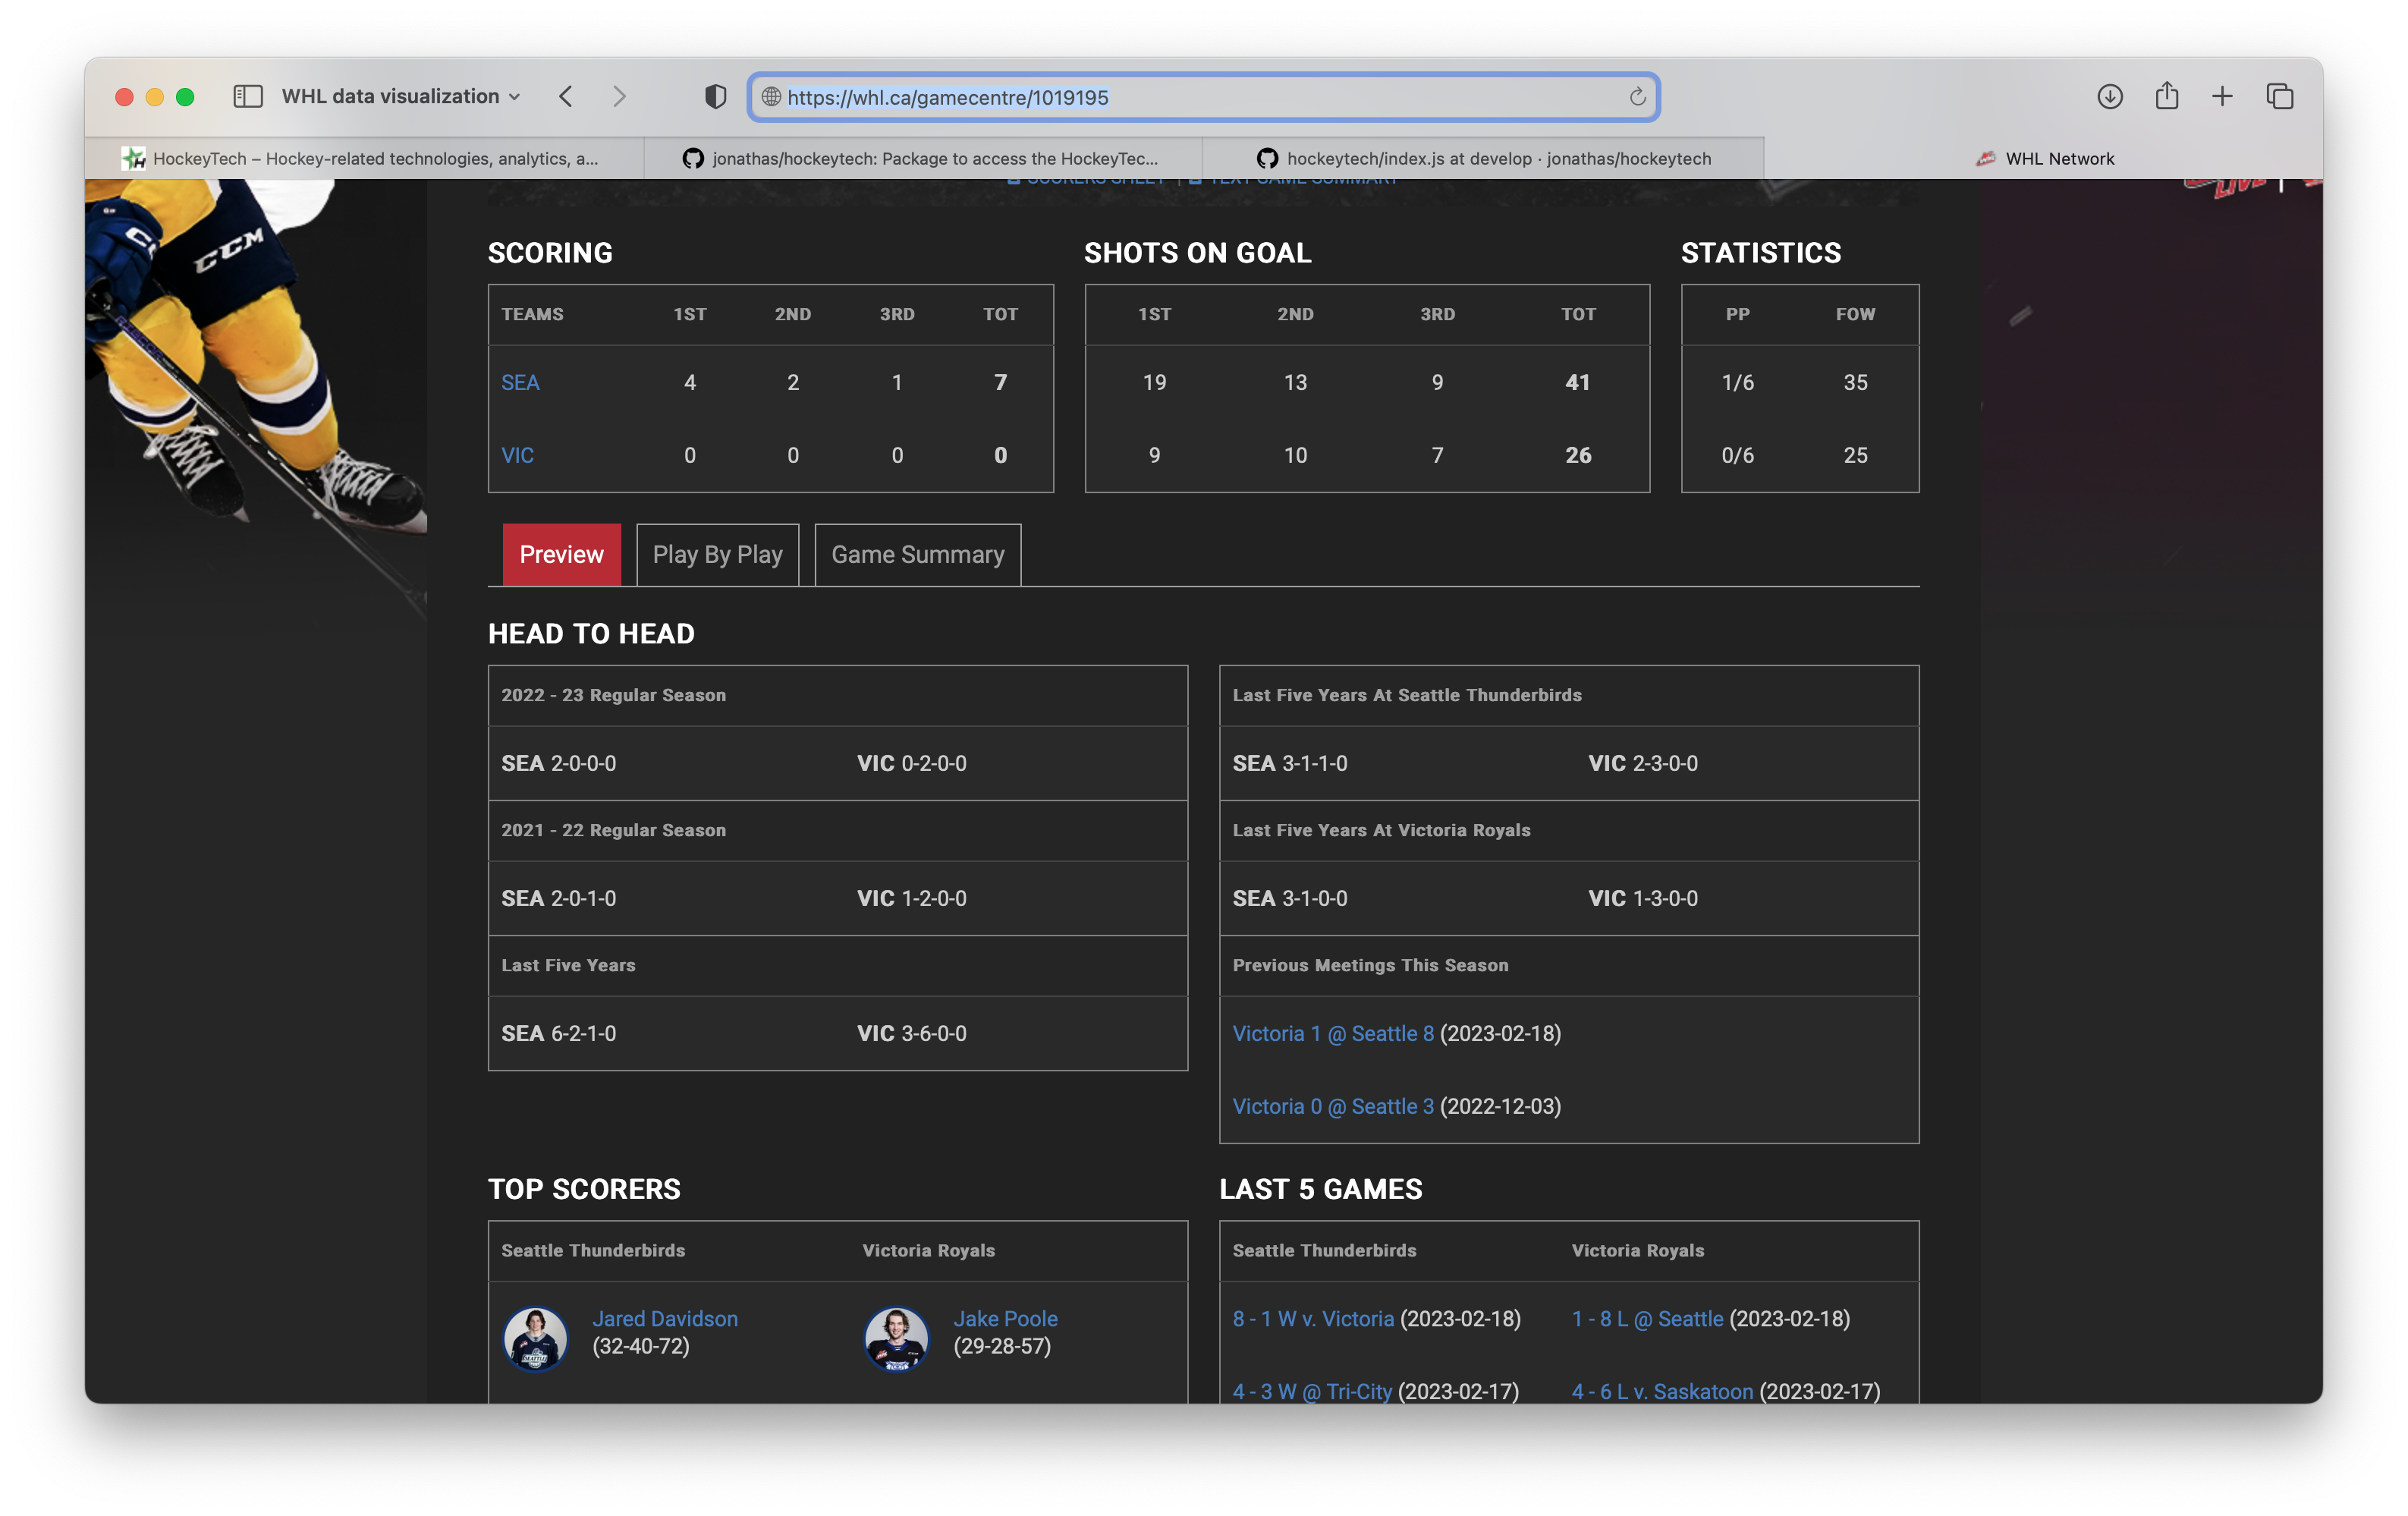 WHL data visualization
https://whl.ca/gamecentre/1019195
HockeyTech – Hockey-related technologies, analytics, a...
jonathas/hockeytech: Package to access the HockeyTec...
hockeytech/index.js at develop · jonathas/hockeytech
WHL Network
SCORERS SHEET | TEXT GAME SUMMARY
LIVE
CCM
SCORING
TEAMS 1ST 2ND 3RD TOT
SEA 4 2 1 7
VIC 0 0 0 0
SHOTS ON GOAL
1ST 2ND 3RD TOT
19 13 9 41
9 10 7 26
STATISTICS
PP FOW
1/6 35
0/6 25
Preview
Play By Play
Game Summary
HEAD TO HEAD
2022 - 23 Regular Season
SEA 2-0-0-0 VIC 0-2-0-0
2021 - 22 Regular Season
SEA 2-0-1-0 VIC 1-2-0-0
Last Five Years
SEA 6-2-1-0 VIC 3-6-0-0
Last Five Years At Seattle Thunderbirds
SEA 3-1-1-0 VIC 2-3-0-0
Last Five Years At Victoria Royals
SEA 3-1-0-0 VIC 1-3-0-0
Previous Meetings This Season
Victoria 1 @ Seattle 8 (2023-02-18)
Victoria 0 @ Seattle 3 (2022-12-03)
TOP SCORERS
Seattle Thunderbirds Victoria Royals
Jared Davidson
(32-40-72)
Jake Poole
(29-28-57)
LAST 5 GAMES
Seattle Thunderbirds Victoria Royals
8 - 1 W v. Victoria (2023-02-18) 1 - 8 L @ Seattle (2023-02-18)
4 - 3 W @ Tri-City (2023-02-17) 4 - 6 L v. Saskatoon (2023-02-17)